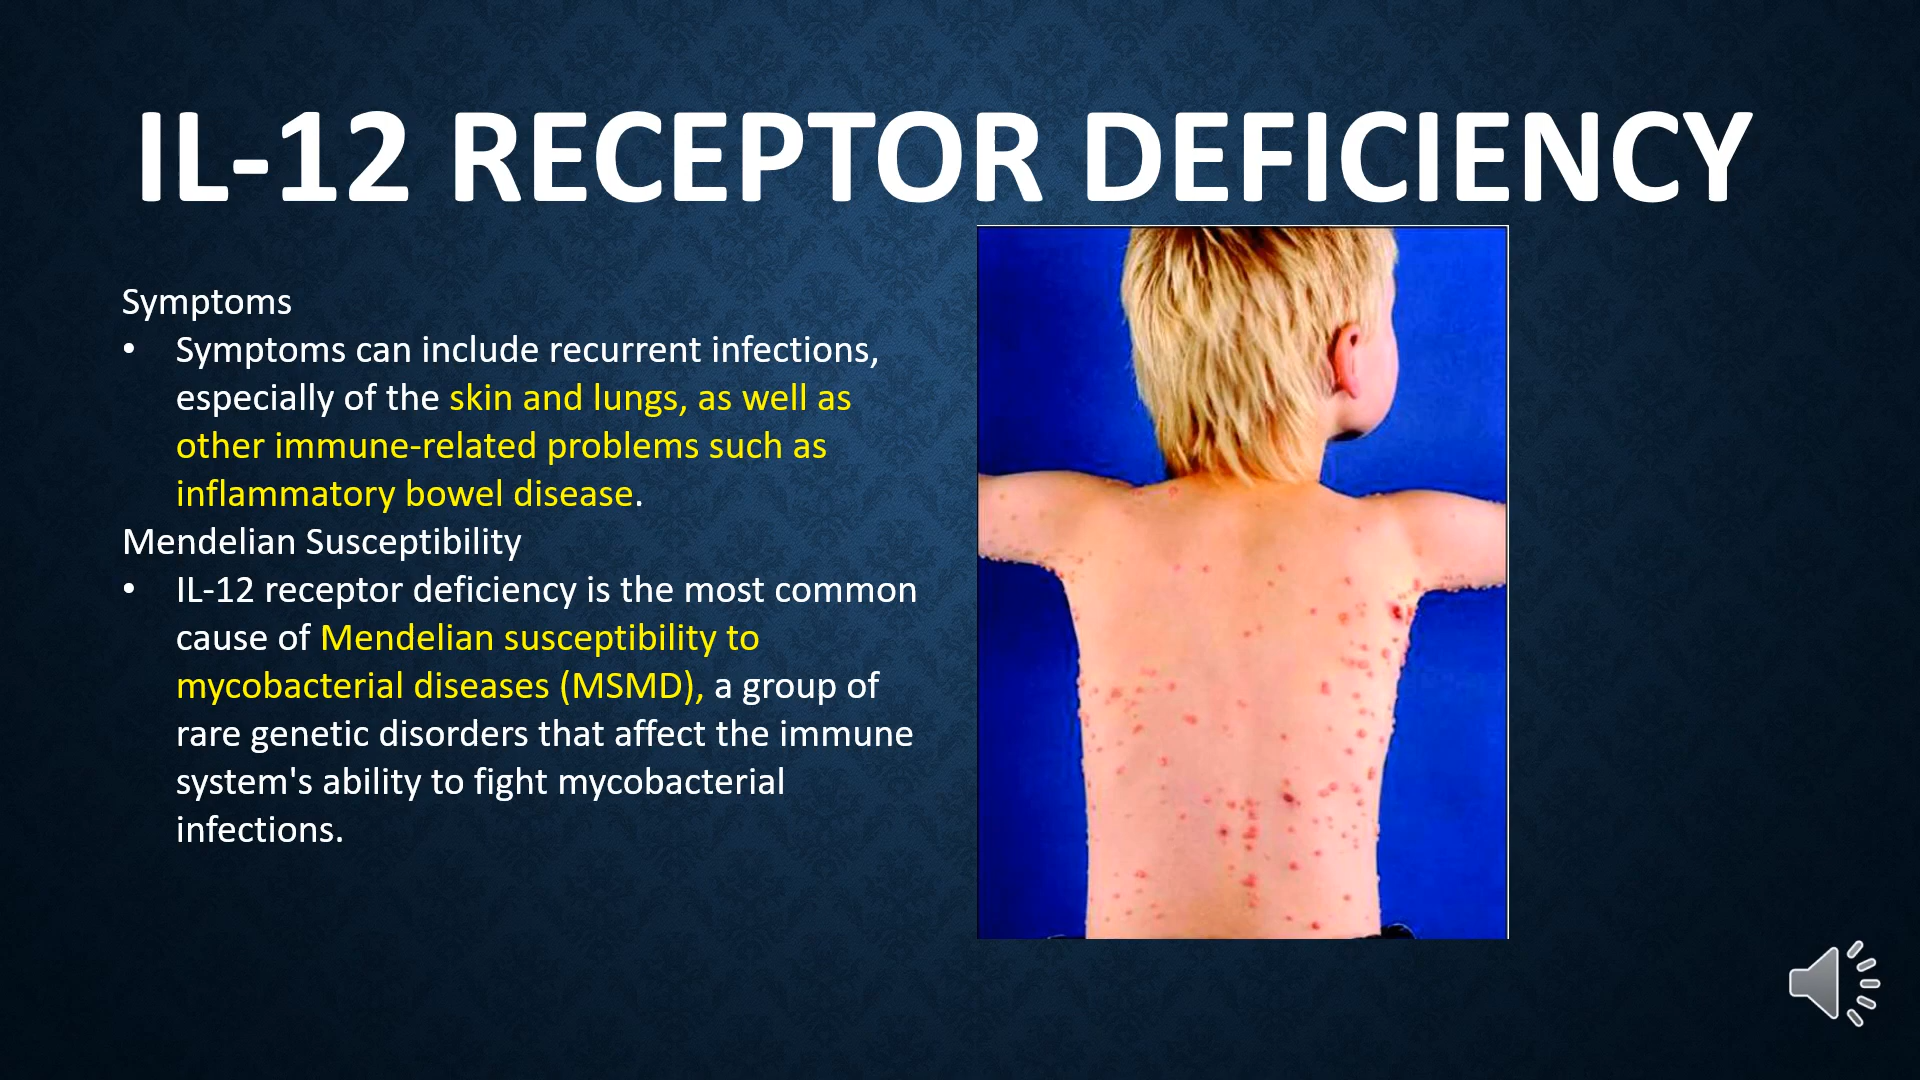 IL-12 RECEPTOR DEFICIENCY
Symptoms
• Symptoms can include recurrent infections,
especially of the skin and lungs, as well as
other immune-related problems such as
inflammatory bowel disease.
Mendelian Susceptibility
• IL-12 receptor deficiency is the most common
cause of Mendelian susceptibility to
mycobacterial diseases (MSMD), a group of
rare genetic disorders that affect the immune
system's ability to fight mycobacterial
infections.